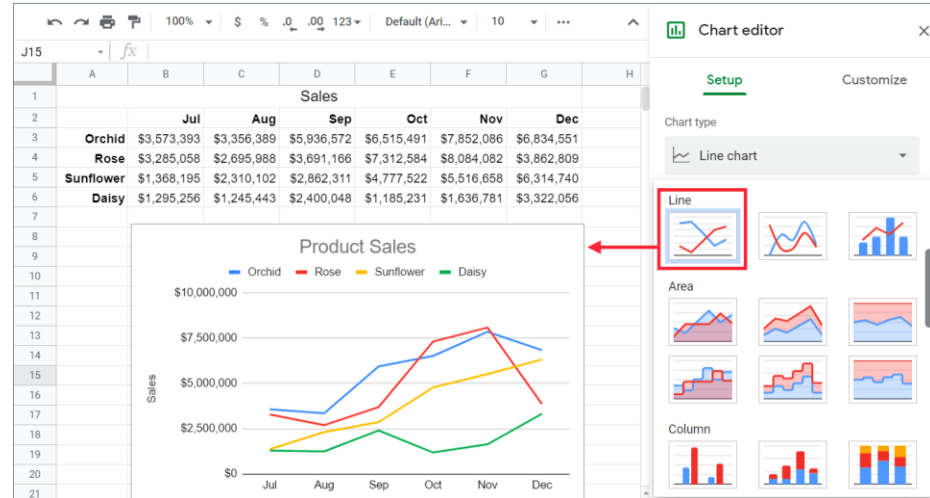 100% $ % .0 .00 123 Default (Ari... 10 Chart editor
J15 fx Setup Customize
A B C D E F G H
1 Sales Chart type
2 Jul Aug Sep Oct Nov Dec
3 Orchid $3,573,393 $3,356,389 $5,936,572 $6,515,491 $7,852,086 $6,834,551 Line chart
4 Rose $3,285,058 $2,695,988 $3,691,166 $7,312,584 $8,084,082 $3,862,809
5 Sunflower $1,368,195 $2,310,102 $2,862,311 $4,777,522 $5,516,658 $6,314,740
6 Daisy $1,295,256 $1,245,443 $2,400,048 $1,185,231 $1,636,781 $3,322,056 Line
7
8 Product Sales
9
10 Orchid Rose Sunflower Daisy Area
11 $10,000,000
12
13 $7,500,000
14
15 $5,000,000
16 Sales
17
18 $2,500,000 Column
19
20 $0
21 Jul Aug Sep Oct Nov Dec